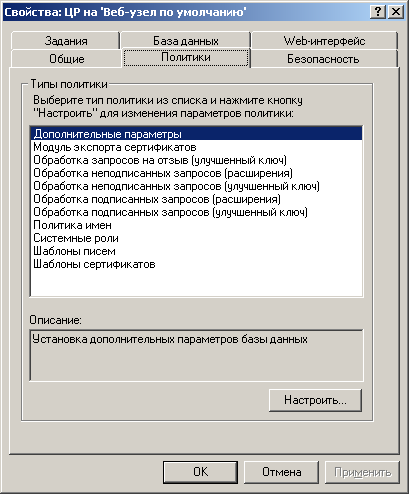 Свойства: ЦР на 'Веб-узел по умолчанию'
Задания База данных Web-интерфейс
Общие Политики Безопасность
Типы политики
Выберите тип политики из списка и нажмите кнопку
"Настроить" для изменения параметров политики:
Дополнительные параметры
Модуль экспорта сертификатов
Обработка запросов на отзыв (улучшенный ключ)
Обработка неподписанных запросов (расширения)
Обработка неподписанных запросов (улучшенный ключ)
Обработка подписанных запросов (расширения)
Обработка подписанных запросов (улучшенный ключ)
Политика имен
Системные роли
Шаблоны писем
Шаблоны сертификатов
Описание:
Установка дополнительных параметров базы данных
Настроить...
OK Отмена Применить